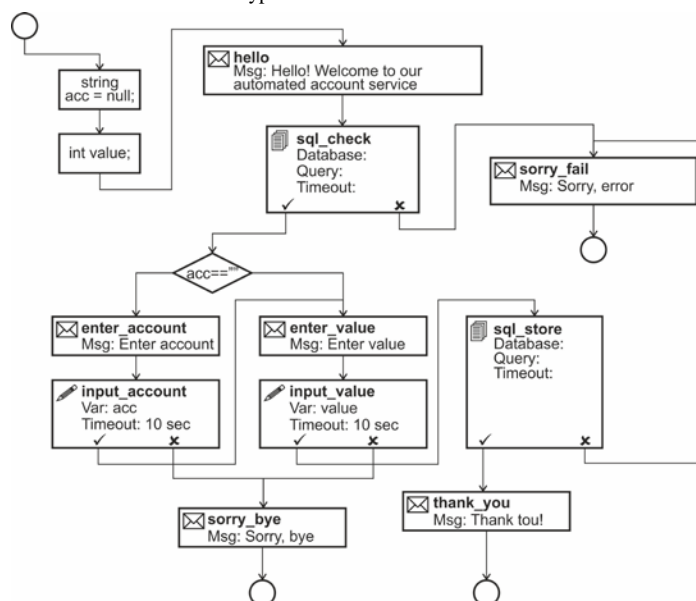 string
acc = null;
int value;
hello
Msg: Hello! Welcome to our
automated account service
sql_check
Database:
Query:
Timeout:
✓ ✗
sorry_fail
Msg: Sorry, error
acc==""
enter_account
Msg: Enter account
enter_value
Msg: Enter value
sql_store
Database:
Query:
Timeout:
input_account
Var: acc
Timeout: 10 sec
✓ ✗
input_value
Var: value
Timeout: 10 sec
✓ ✗
✓ ✗
sorry_bye
Msg: Sorry, bye
thank_you
Msg: Thank tou!